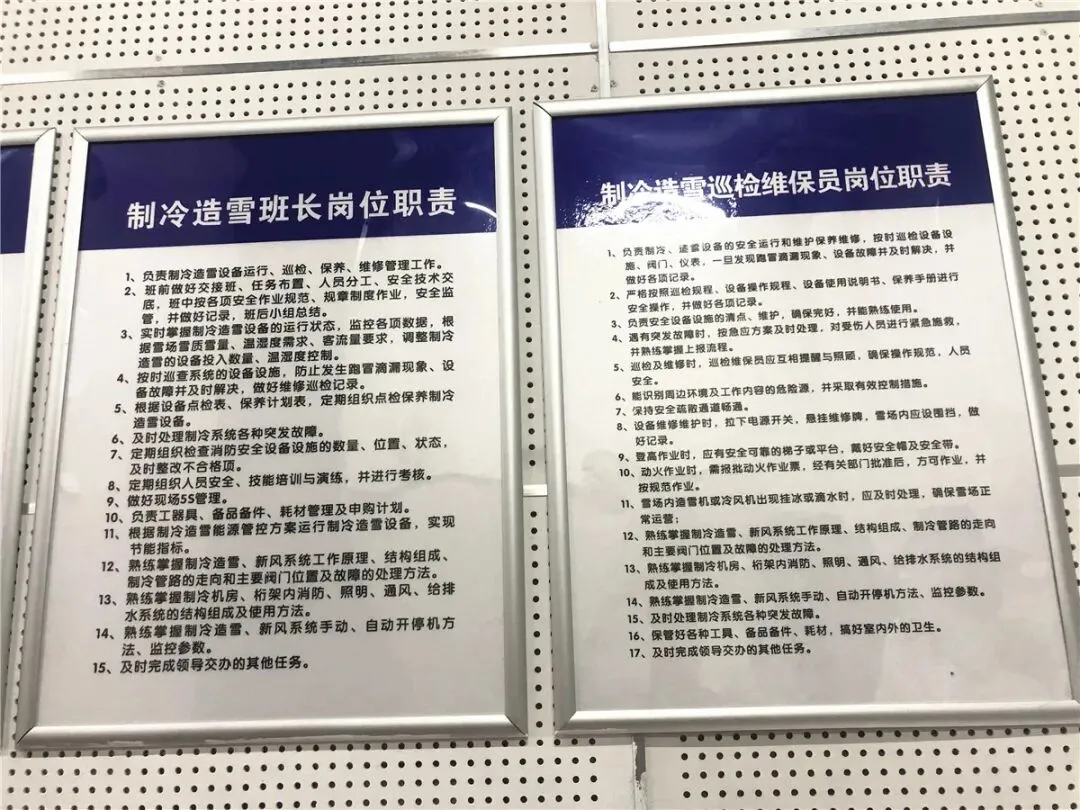 制冷造雪班长岗位职责
1、负责制冷造雪设备运行、巡检、保养、维修管理工作。
2、班前做好交接班、任务布置、人员分工、安全技术交
底，班中按各项安全作业规范、规章制度作业，安全监
管，并做好记录，班后小组总结。
3、实时掌握制冷造雪设备的运行状态，监控各项数据，根
据雪场雪质雪量、温湿度需求、客流量要求，调整制冷
造雪的设备投入数量、温湿度控制。
4、按时巡查系统的设备设施，防止发生跑冒滴漏现象、设
备故障并及时解决，做好维修巡检记录。
5、根据设备点检表、保养计划表，定期组织点检保养制冷
造雪设备。
6、及时处理制冷系统各种突发故障。
7、定期组织检查消防安全设备设施的数量、位置、状态，
及时整改不合格项。
8、定期组织人员安全、技能培训与演练，并进行考核。
9、做好现场5S管理。
10、负责工器具、备品备件、耗材管理及申购计划。
11、根据制冷造雪能源管控方案运行制冷造雪设备，实现
节能指标。
12、熟练掌握制冷造雪、新风系统工作原理、结构组成、
制冷管路的走向和主要阀门位置及故障的处理方法。
13、熟练掌握制冷机房、桁架内消防、照明、通风、给排
水系统的结构组成及使用方法。
14、熟练掌握制冷造雪、新风系统手动、自动开停机方
法、监控参数。
15、及时完成领导交办的其他任务。
制冷造雪巡检维保员岗位职责
1、负责制冷、造雪设备的安全运行和维护保养维修，按时巡检设备设
施、阀门、仪表，一旦发现跑冒滴漏现象、设备故障并及时解决，并
做好各项记录。
2、严格按照巡检规程、设备操作规程、设备使用说明书、保养手册进行
安全操作，并做好各项记录。
3、负责安全设备设施的清点、维护，确保完好，并能熟练使用。
4、遇有突发故障时，按急应方案及时处理，对受伤人员进行紧急施救，
并熟练掌握上报流程。
5、巡检及维修时，巡检维保员应互相提醒与照顾，确保操作规范，人员
安全。
6、能识别周边环境及工作内容的危险源，并采取有效控制措施。
7、保持安全疏散通道畅通。
8、设备维修维护时，拉下电源开关，悬挂维修牌，雪场内应设围挡，做
好记录。
9、登高作业时，应有安全可靠的梯子或平台，戴好安全帽及安全带。
10、动火作业时，需报批动火作业票，经有关部门批准后，方可作业，并
按规范作业。
11、雪场内造雪机或冷风机出现挂冰或滴水时，应及时处理，确保雪场正
常运营；
12、熟练掌握制冷造雪、新风系统工作原理、结构组成、制冷管路的走向
和主要阀门位置及故障的处理方法。
13、熟练掌握制冷机房、桁架内消防、照明、通风、给排水系统的结构组
成及使用方法。
14、熟练掌握制冷造雪、新风系统手动、自动开停机方法、监控参数。
15、及时处理制冷系统各种突发故障。
16、保管好各种工具、备品备件、耗材，搞好室内外的卫生。
17、及时完成领导交办的其他任务。